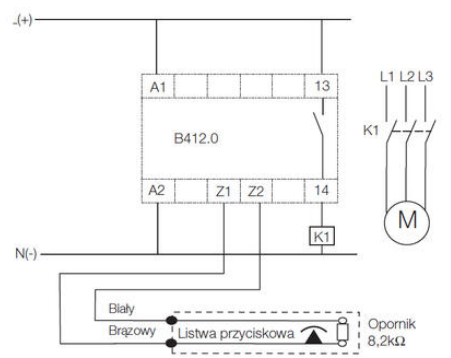 ~(+)
A1
13
L1 L2 L3
K1
B412.0
A2
Z1
Z2
14
M
K1
N(-)
Biały
Brązowy
Listwa przyciskowa
Opornik
8,2kΩ